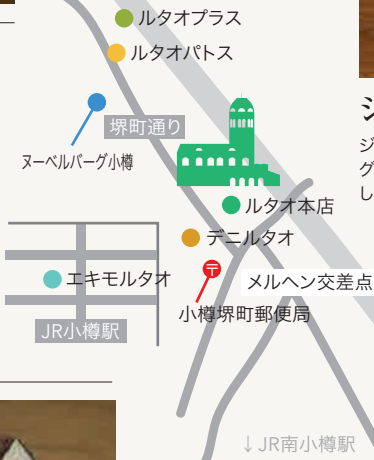 ルタオプラス
ルタオパトス
堺町通り
ヌーベルバーグ小樽
ルタオ本店
デニルタオ
エキモルタオ
〒
メルヘン交差点
小樽堺町郵便局
JR小樽駅
↓JR南小樽駅
ジ
グ
し